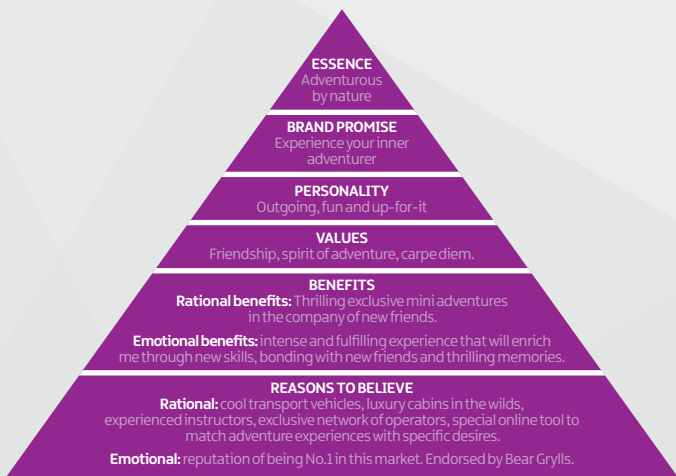 ESSENCE
Adventurous
by nature
BRAND PROMISE
Experience your inner
adventurer
PERSONALITY
Outgoing, fun and up-for-it
VALUES
Friendship, spirit of adventure, carpe diem.
BENEFITS
Rational benefits: Thrilling exclusive mini adventures
in the company of new friends.
Emotional benefits: intense and fulfilling experience that will enrich
me through new skills, bonding with new friends and thrilling memories.
REASONS TO BELIEVE
Rational: cool transport vehicles, luxury cabins in the wilds,
experienced instructors, exclusive network of operators, special online tool to
match adventure experiences with specific desires.
Emotional: reputation of being No.1 in this market. Endorsed by Bear Grylls.